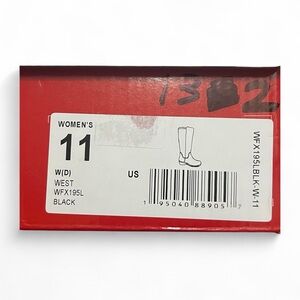 WOMEN'S
11
W(D)
WEST
WFX195L
BLACK
US
1 95040 88905 7
WFX195LBLK-W-11